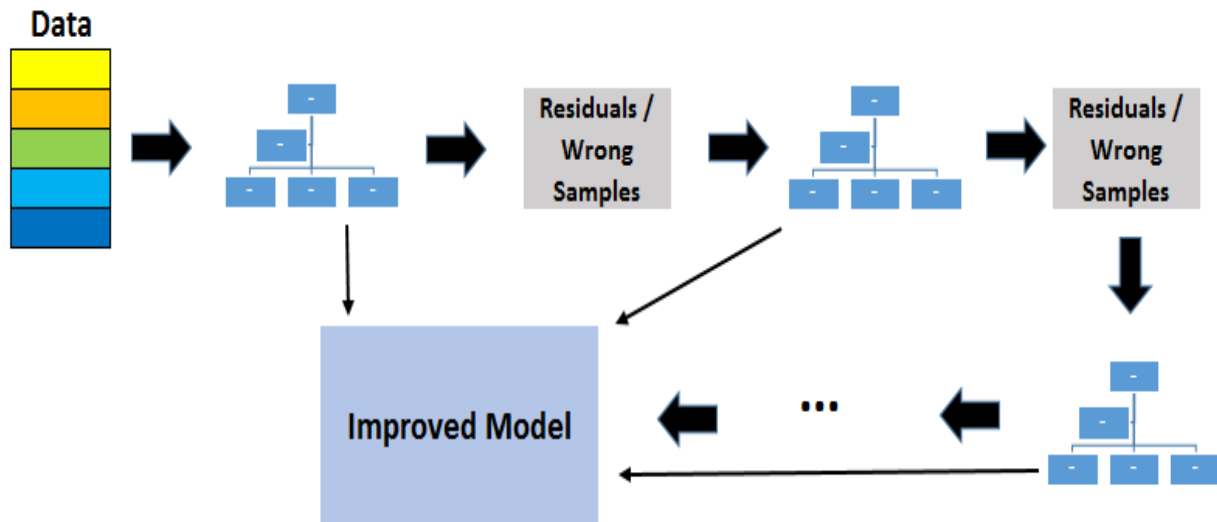 Data
-
-
-
-
-
Residuals /
Wrong
Samples
-
-
-
-
-
Residuals /
Wrong
Samples
Improved Model
...
-
-
-
-
-